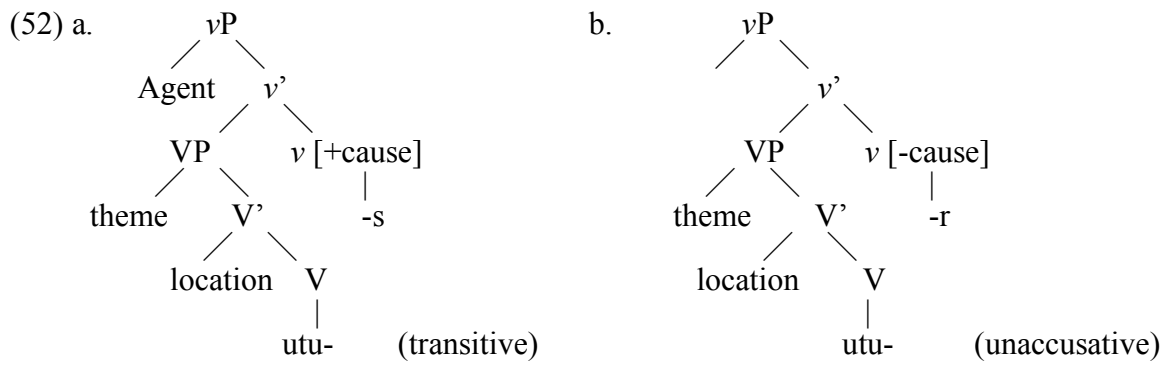 (52) a. vP b. vP
Agent v’ v’
VP v [+cause] VP v [-cause]
theme V’ -s theme V’ -r
location V location V
utu- (transitive) utu- (unaccusative)